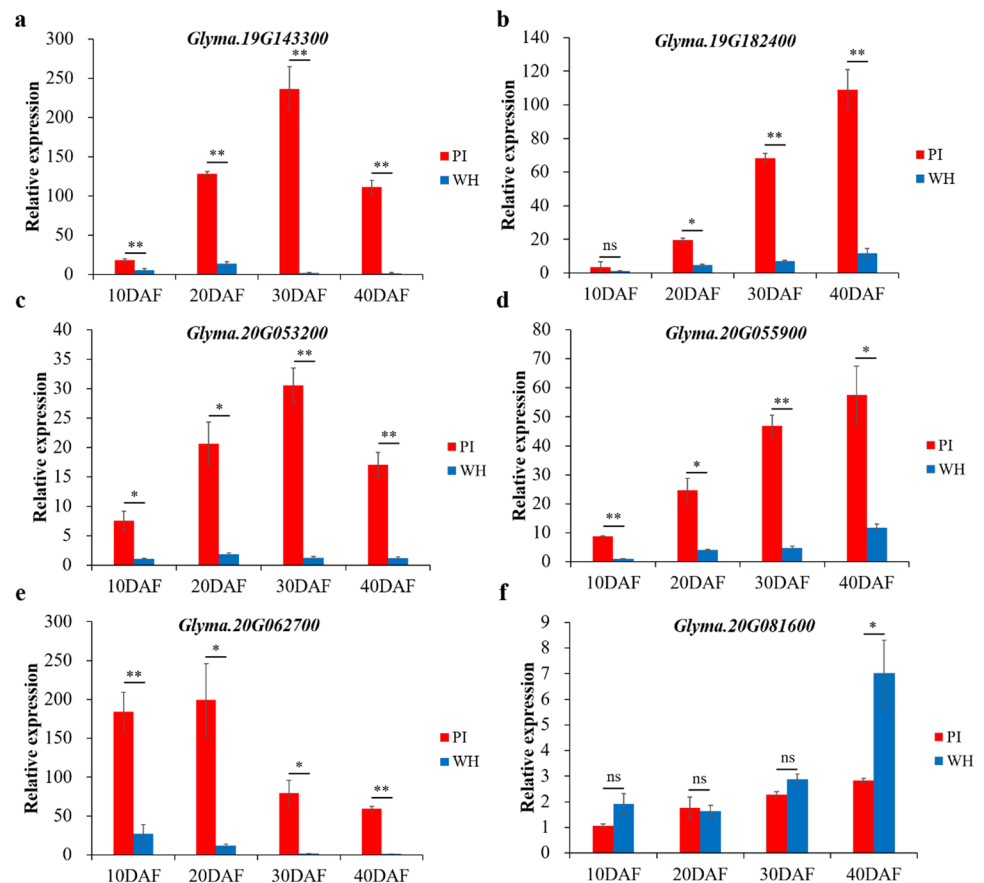 a
Glyma.19G143300
Relative expression
300
250
200
150
100
50
0
**
**
**
**
10DAF 20DAF 30DAF 40DAF
PI
WH
b
Glyma.19G182400
Relative expression
140
120
100
80
60
40
20
0
ns
*
**
**
10DAF 20DAF 30DAF 40DAF
PI
WH
c
Glyma.20G053200
Relative expression
40
35
30
25
20
15
10
5
0
*
*
**
**
10DAF 20DAF 30DAF 40DAF
PI
WH
d
Glyma.20G055900
Relative expression
80
70
60
50
40
30
20
10
0
**
*
**
*
10DAF 20DAF 30DAF 40DAF
PI
WH
e
Glyma.20G062700
Relative expression
300
250
200
150
100
50
0
**
*
*
**
10DAF 20DAF 30DAF 40DAF
PI
WH
f
Glyma.20G081600
Relative expression
9
8
7
6
5
4
3
2
1
0
ns
ns
ns
*
10DAF 20DAF 30DAF 40DAF
PI
WH